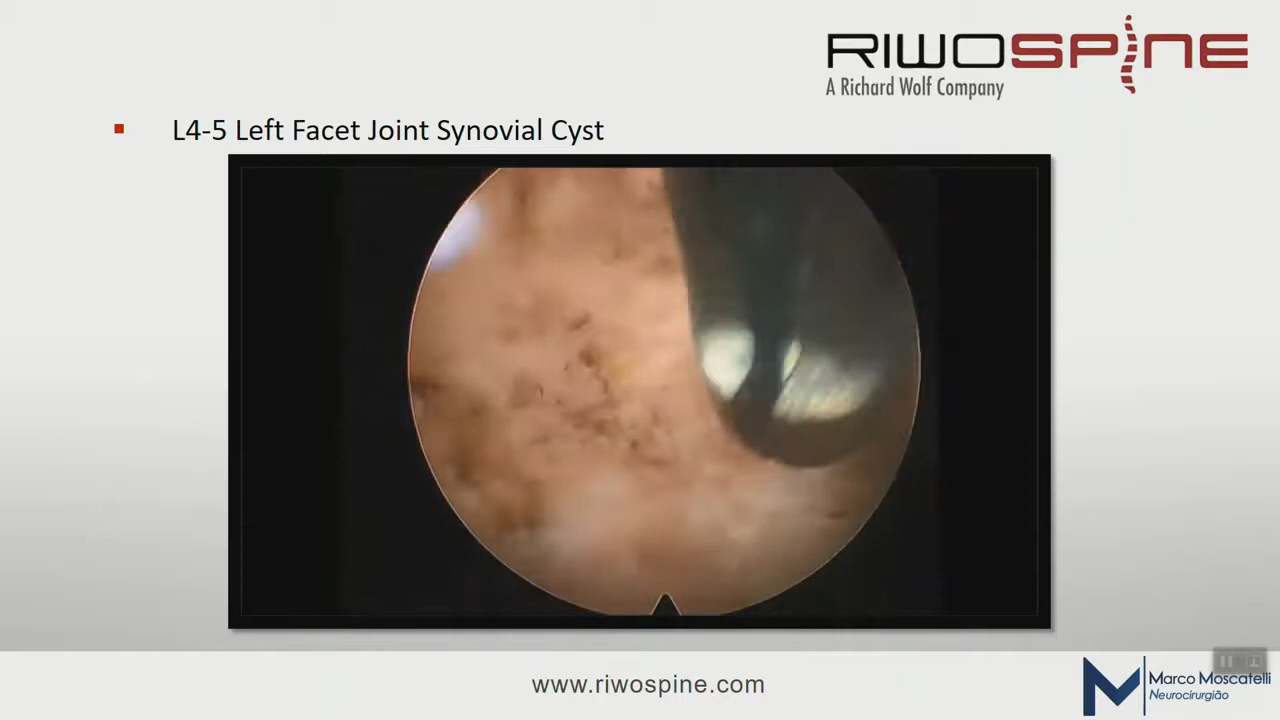 RIWOSPINE
A Richard Wolf Company
L4-5 Left Facet Joint Synovial Cyst
www.riwospine.com
Marco Moscatelli
Neurocirurgião